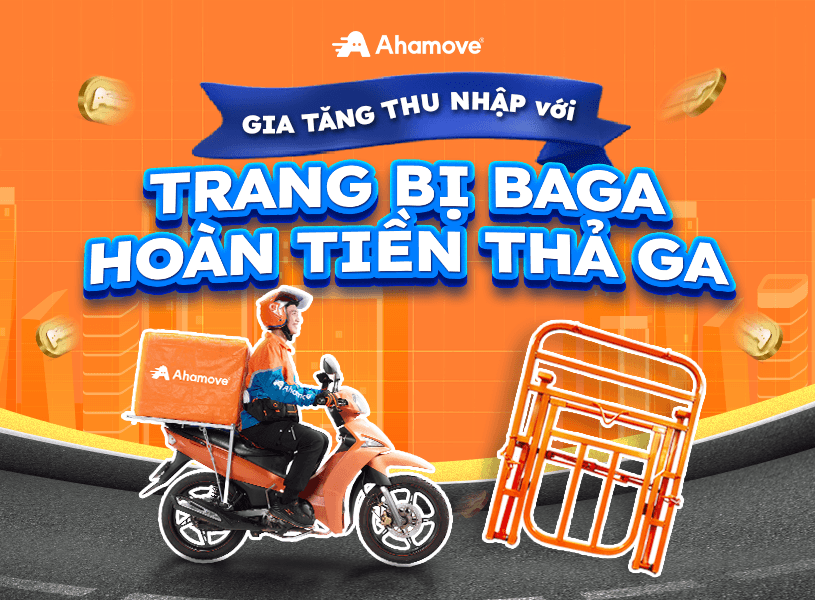 Ahamove
GIA TĂNG THU NHẬP với
TRANG BỊ BAGA
HOÀN TIỀN THẢ GA
Ahamove
Ahamove